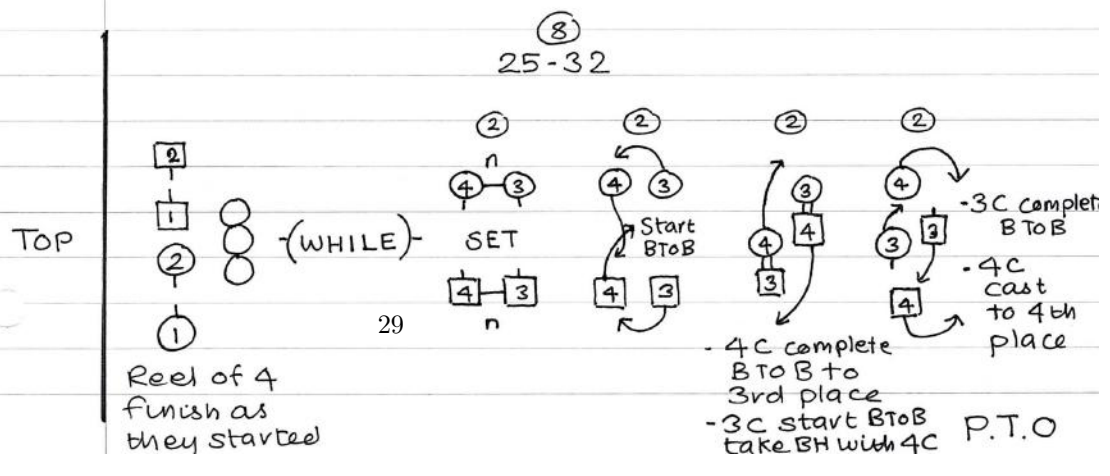 8
25-32
2 2 2 2
n
2
4 3 4 3 3 4
1 4 -3C complete
TOP -(WHILE)- SET Start 4 3 3 BTOB
2 BTOB -4C
4 3 4 3 3 4 cast
1 n to 4th
29 place
Reel of 4 - 4C complete
finish as BTOB to
they started 3rd place
-3C start BTOB P.T.O
take BH with 4C